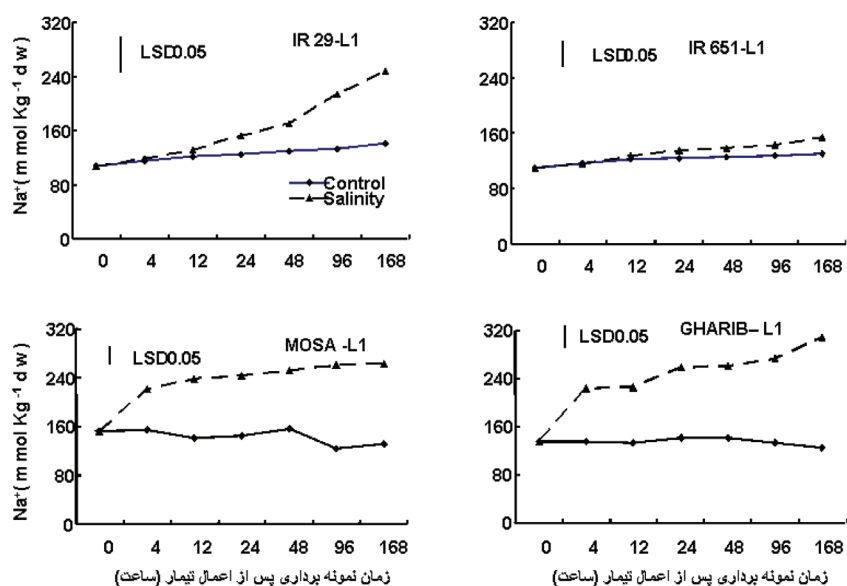 IR 29-L1
LSD0.05
Na⁺( m mol Kg⁻¹ d w)
320
240
160
80
0
0 4 12 24 48 96 168
Control
Salinity
IR 651-L1
LSD0.05
320
240
160
80
0
0 4 12 24 48 96 168
MOSA -L1
LSD0.05
Na⁺( m mol Kg⁻¹ d w)
320
240
160
80
0
0 4 12 24 48 96 168
زمان نمونه برداری پس از اعمال تیمار (ساعت)
GHARIB– L1
LSD0.05
320
240
160
80
0
0 4 12 24 48 96 168
زمان نمونه برداری پس از اعمال تیمار (ساعت)